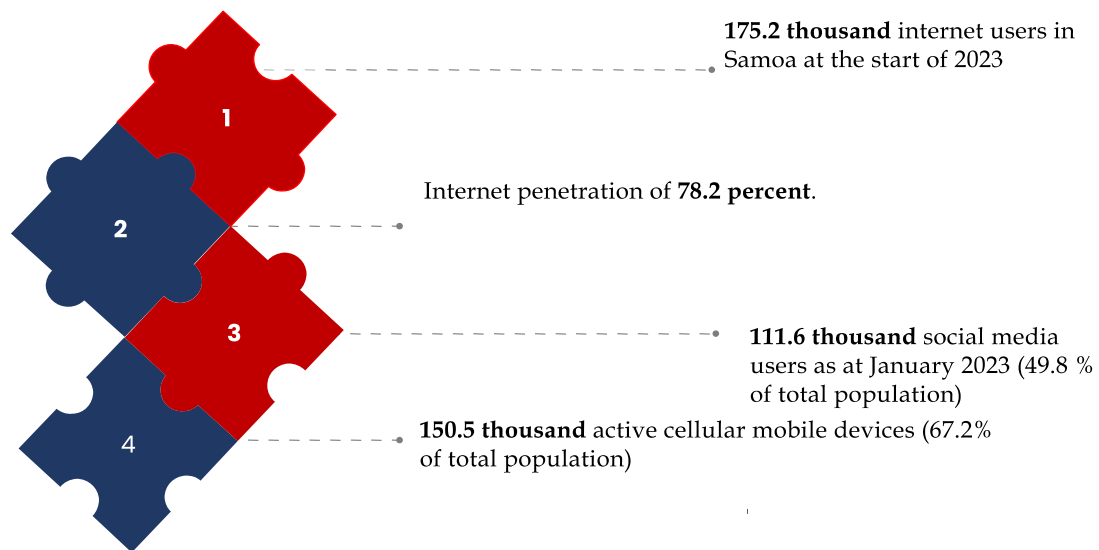 1
175.2 thousand internet users in
Samoa at the start of 2023
2
Internet penetration of 78.2 percent.
3
111.6 thousand social media
users as at January 2023 (49.8 %
of total population)
4
150.5 thousand active cellular mobile devices (67.2%
of total population)